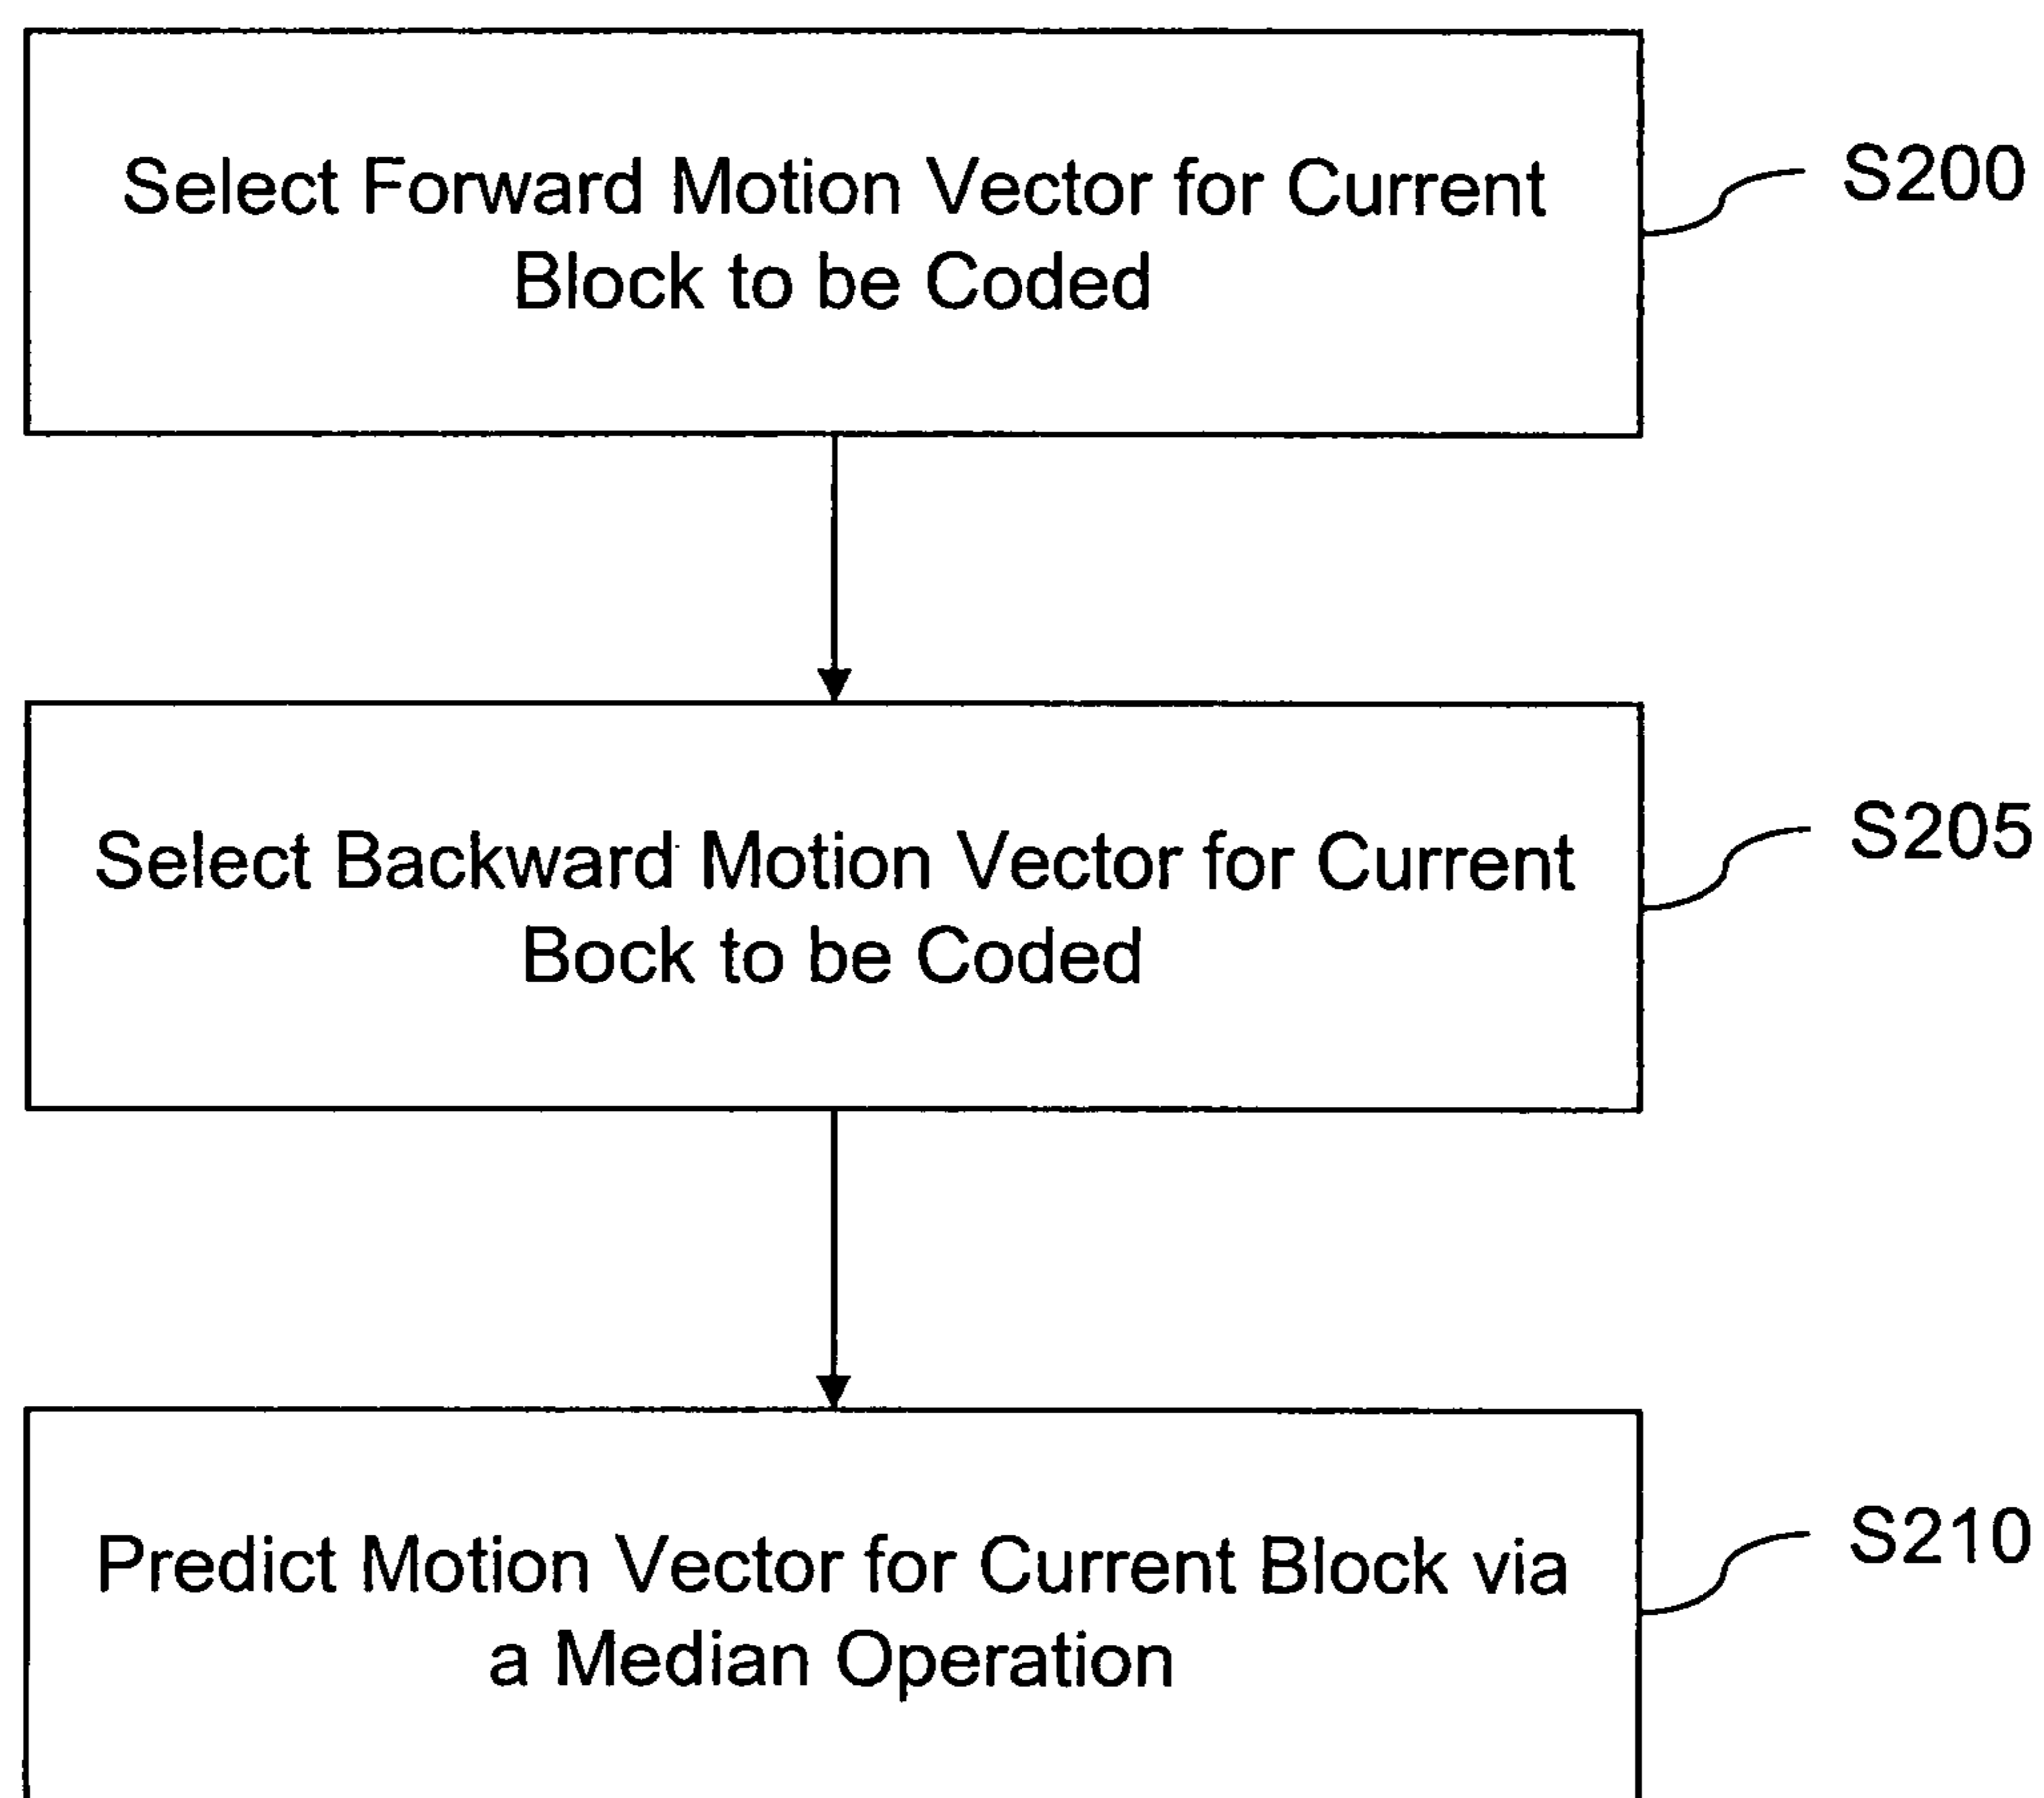 Select Forward Motion Vector for Current
Block to be Coded
S200
Select Backward Motion Vector for Current
Bock to be Coded
S205
Predict Motion Vector for Current Block via
a Median Operation
S210